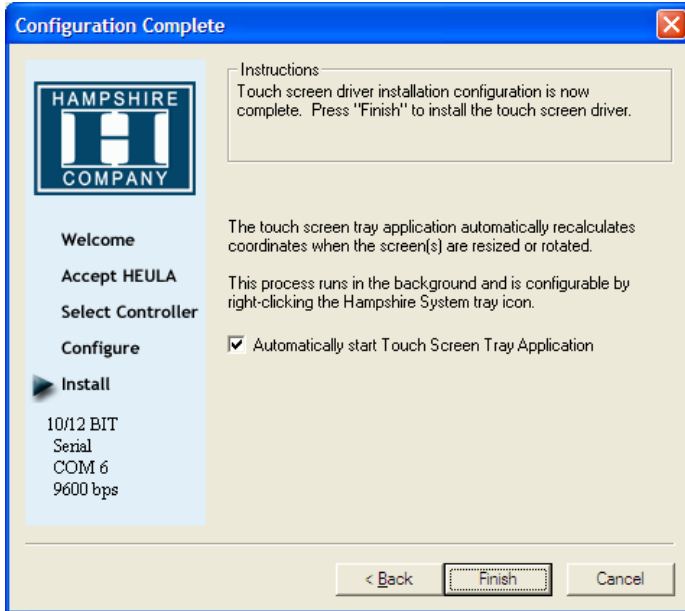 Configuration Complete
HAMPSHIRE
H
COMPANY
Welcome
Accept HEULA
Select Controller
Configure
Install
10/12 BIT
Serial
COM 6
9600 bps
Instructions
Touch screen driver installation configuration is now
complete. Press "Finish" to install the touch screen driver.
The touch screen tray application automatically recalculates
coordinates when the screen(s) are resized or rotated.
This process runs in the background and is configurable by
right-clicking the Hampshire System tray icon.
Automatically start Touch Screen Tray Application
< Back
Finish
Cancel